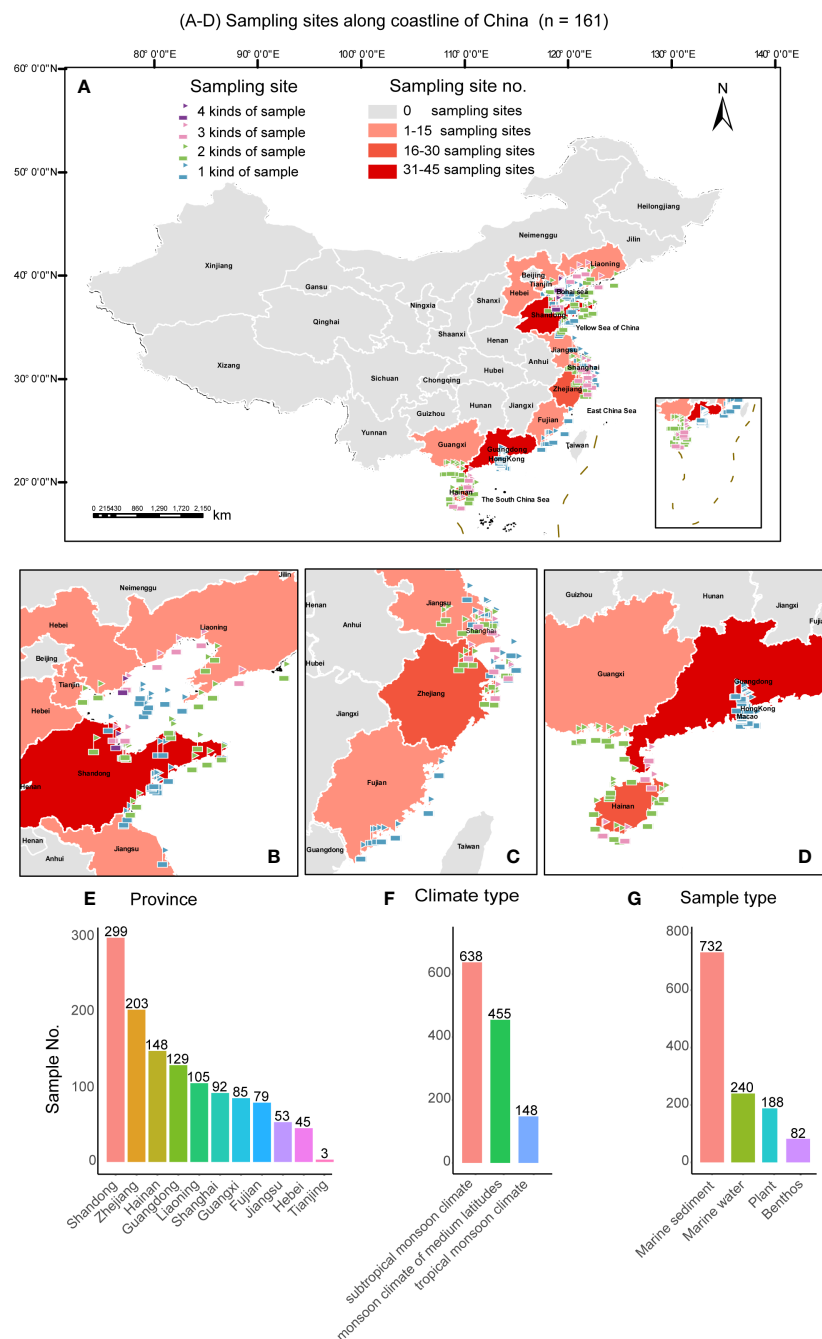 (A-D) Sampling sites along coastline of China (n = 161)
80° 0'0"E 90° 0'0"E 100° 0'0"E 110° 0'0"E 120° 0'0"E 130° 0'0"E 140° 0'0"E
60° 0'0"N
50° 0'0"N
40° 0'0"N
30° 0'0"N
20° 0'0"N
A
Sampling site
4 kinds of sample
3 kinds of sample
2 kinds of sample
1 kind of sample
Sampling site no.
0 sampling sites
1-15 sampling sites
16-30 sampling sites
31-45 sampling sites
N
Heilongjiang
Neimenggu
Jilin
Xinjiang
Liaoning
Beijing
Tianjin
Gansu
Bohai sea
Hebei
Shanxi
Ningxia
Shandong
Qinghai
Yellow Sea of China
Shaanxi
Henan
Jiangsu
Anhui
Shanghai
Xizang
Hubei
Sichuan
Chongqing
Zhejiang
Hunan
Jiangxi
Guizhou
East China Sea
Fujian
Yunnan
Guangxi
Guangdong
Taiwan
HongKong
Hainan
The South China Sea
0 215430 860 1,290 1,720 2,150
km
Jilin
Neimenggu
Hebei
Liaoning
Beijing
Tianjin
Hebei
Shandong
Henan
Henan
Anhui
Jiangsu
B
Henan
Jiangsu
Anhui
Shanghai
Hubei
Zhejiang
Jiangxi
Fujian
Guangdong
Taiwan
C
Guizhou
Hunan
Jiangxi
Fuji
Guangxi
Guangdong
HongKong
Macao
Hainan
D
E Province
Sample No.
300
200
100
0
299
203
148
129
105
92
85
79
53
45
3
Shandong
Zhejiang
Hainan
Guangdong
Liaoning
Shanghai
Guangxi
Fujian
Jiangsu
Hebei
Tianjing
F Climate type
600
400
200
0
638
455
148
subtropical monsoon climate
monsoon climate of medium latitudes
tropical monsoon climate
G Sample type
800
600
400
200
0
732
240
188
82
Marine sediment
Marine water
Plant
Benthos